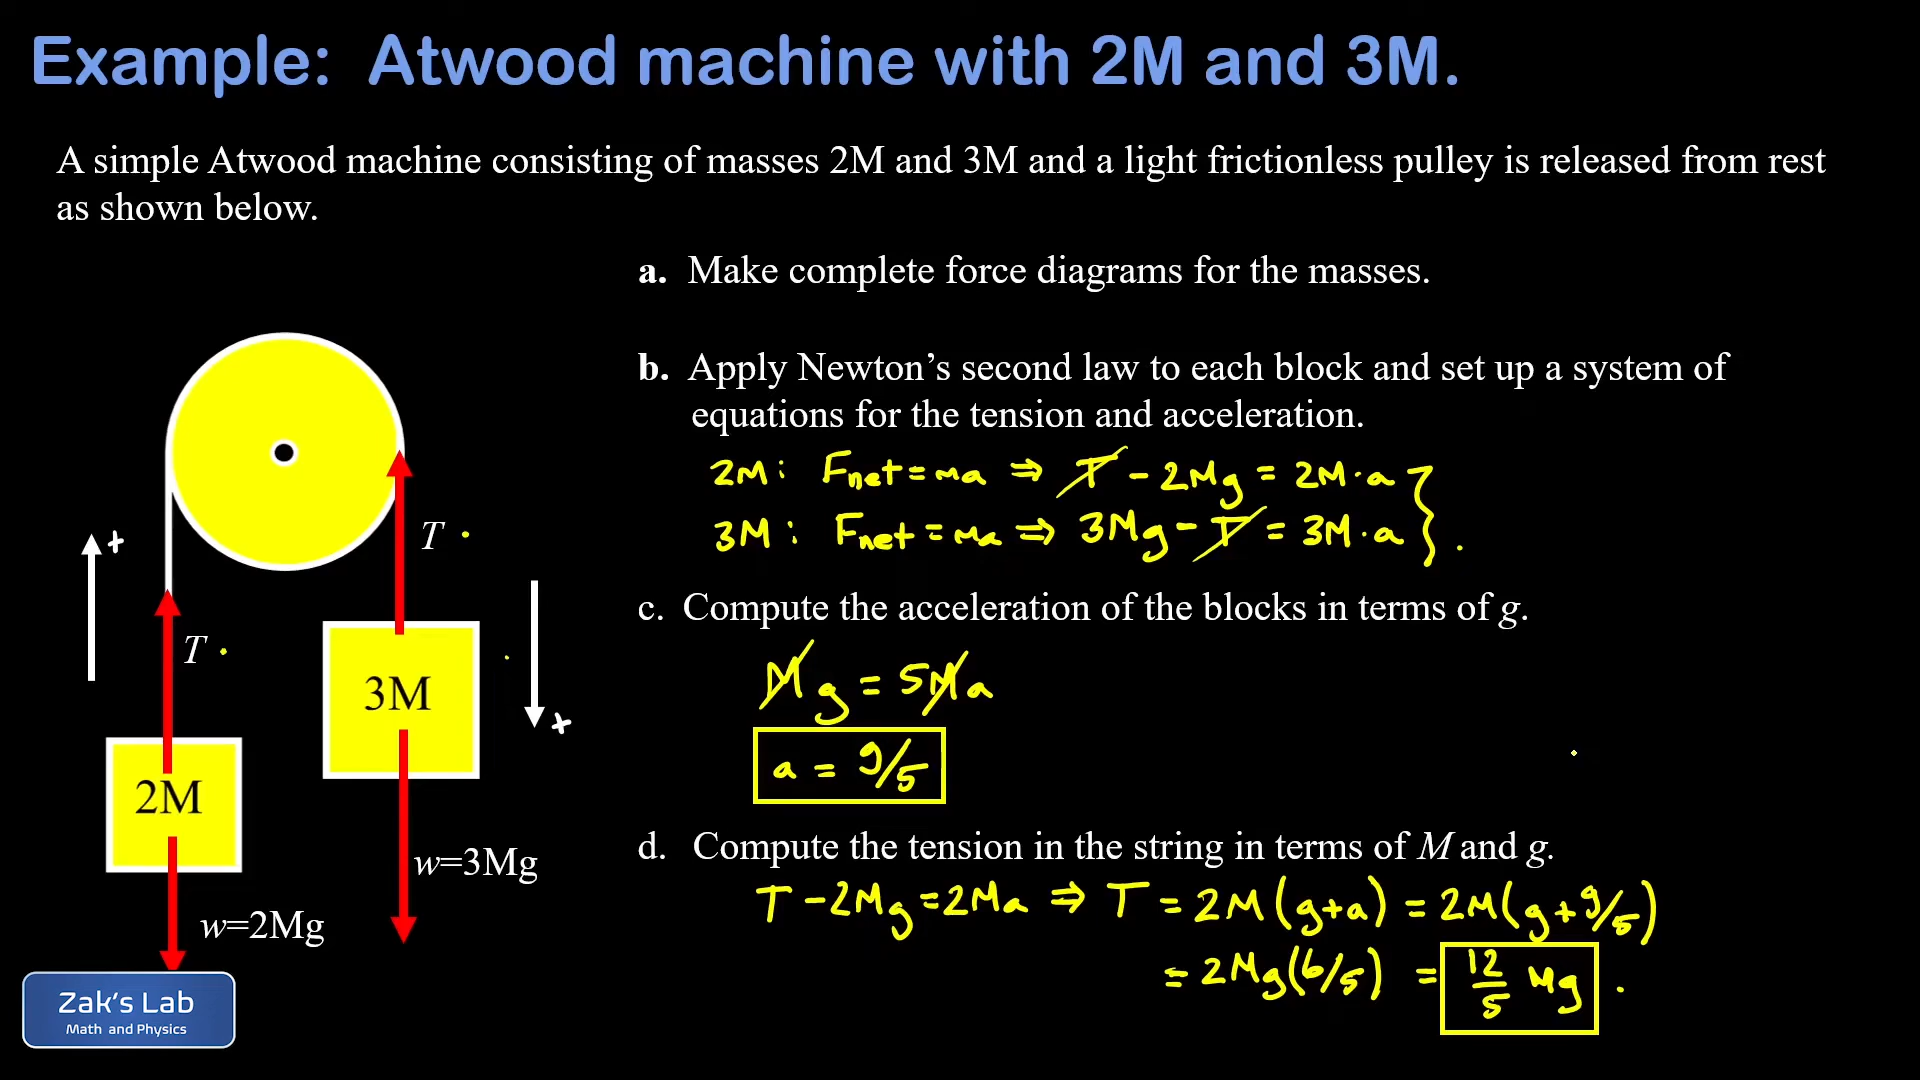 Example: Atwood machine with 2M and 3M.
A simple Atwood machine consisting of masses 2M and 3M and a light frictionless pulley is released from rest
as shown below.
a. Make complete force diagrams for the masses.
b. Apply Newton’s second law to each block and set up a system of
equations for the tension and acceleration.
2M: Fnet = ma ⇒ T - 2Mg = 2M·a
3M: Fnet = ma ⇒ 3Mg - T = 3M·a
c. Compute the acceleration of the blocks in terms of g.
Mg = 5Ma
a = g/5
d. Compute the tension in the string in terms of M and g.
T - 2Mg = 2Ma ⇒ T = 2M(g+a) = 2M(g+g/5)
= 2Mg(6/5) = 12/5 Mg
+
T
T
3M
+
2M
w=3Mg
w=2Mg
Zak's Lab
Math and Physics